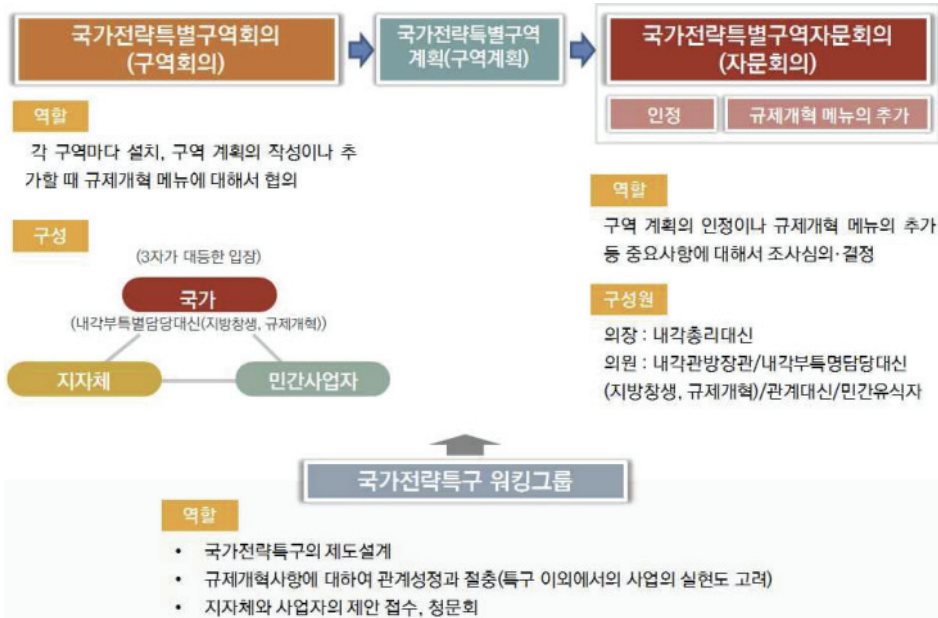 국가전략특별구역회의
(구역회의)
국가전략특별구역
계획(구역계획)
국가전략특별구역자문회의
(자문회의)
인정
규제개혁 메뉴의 추가
역할
각 구역마다 설치, 구역 계획의 작성이나 추
가할 때 규제개혁 메뉴에 대해서 협의
구성
(3자가 대등한 입장)
국가
(내각부특별담당대신(지방창생, 규제개혁))
지자체
민간사업자
역할
구역 계획의 인정이나 규제개혁 메뉴의 추가
등 중요사항에 대해서 조사심의·결정
구성원
의장 : 내각총리대신
의원 : 내각관방장관/내각부특명담당대신
(지방창생, 규제개혁)/관계대신/민간유식자
국가전략특구 워킹그룹
역할
• 국가전략특구의 제도설계
• 규제개혁사항에 대하여 관계성정과 절충(특구 이외에서의 사업의 실현도 고려)
• 지자체와 사업자의 제안 접수, 청문회